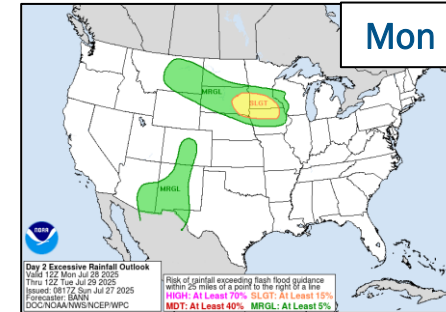 Mon
MRGL
SLGT
MRGL
NOAA
Day 2 Excessive Rainfall Outlook
Valid 12Z Mon Jul 28 2025
Thru 12Z Tue Jul 29 2025
Issued: 0817Z Sun Jul 27 2025
Forecaster: BANN
DOC/NOAA/NWS/NCEP/WPC
Risk of rainfall exceeding flash flood guidance
within 25 miles of a point to the right of a line
HIGH: At Least 70% SLGT: At Least 15%
MDT: At Least 40% MRGL: At Least 5%